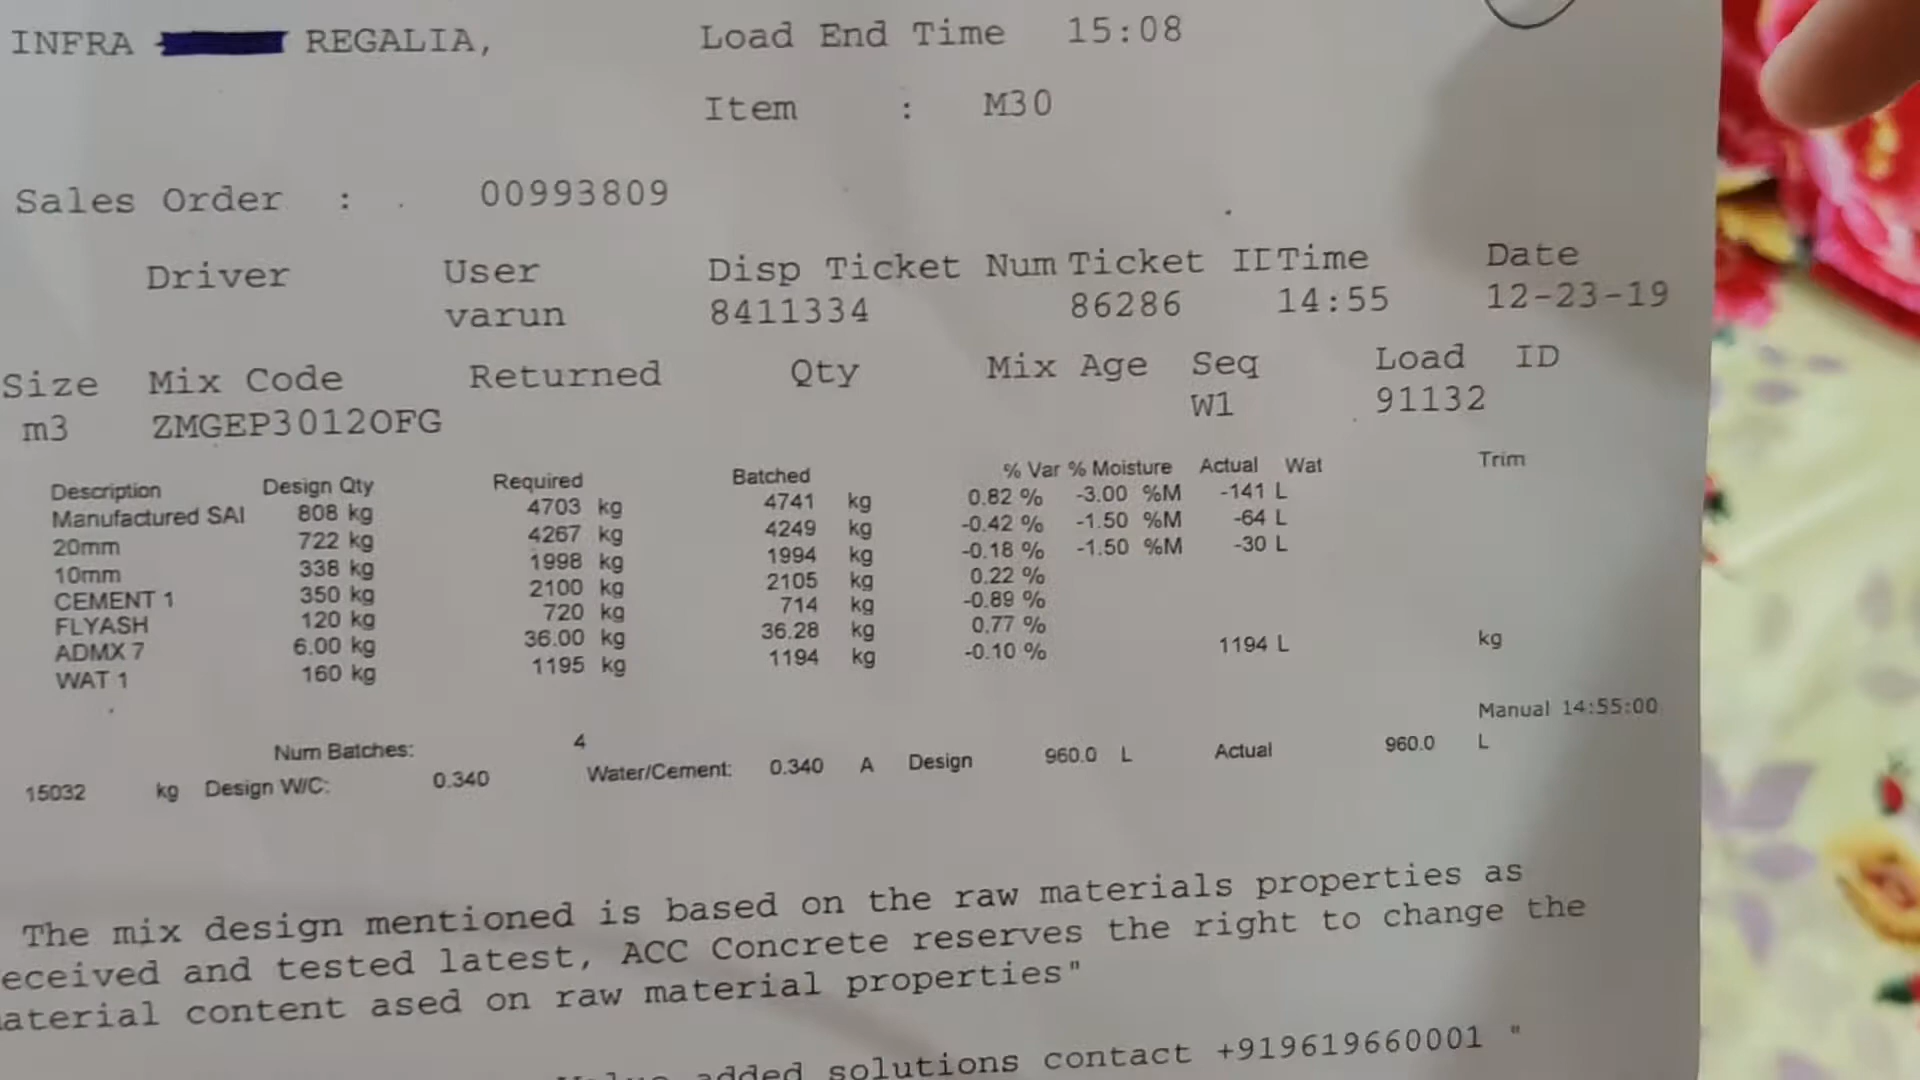 INFRA REGALIA, Load End Time 15:08
Item : M30
Sales Order : 00993809
Driver User Disp Ticket Num Ticket II Time Date
varun 8411334 86286 14:55 12-23-19
Size Mix Code Returned Qty Mix Age Seq Load ID
m3 ZMGEP30120FG W1 91132
Description Design Qty Required Batched % Var % Moisture Actual Wat Trim
Manufactured SAI 808 kg 4703 kg 4741 kg 0.82 % -3.00 %M -141 L
20mm 722 kg 4267 kg 4249 kg -0.42 % -1.50 %M -64 L
10mm 338 kg 1998 kg 1994 kg -0.18 % -1.50 %M -30 L
CEMENT 1 350 kg 2100 kg 2105 kg 0.22 %
FLYASH 120 kg 720 kg 714 kg -0.89 %
ADMX 7 6.00 kg 36.00 kg 36.28 kg 0.77 %
WAT 1 160 kg 1195 kg 1194 kg -0.10 % 1194 L kg
Manual 14:55:00
Num Batches: 4
15032 kg Design W/C: 0.340 Water/Cement: 0.340 A Design 960.0 L Actual 960.0 L
The mix design mentioned is based on the raw materials properties as
eceived and tested latest, ACC Concrete reserves the right to change the
aterial content ased on raw material properties"
added solutions contact +919619660001 "